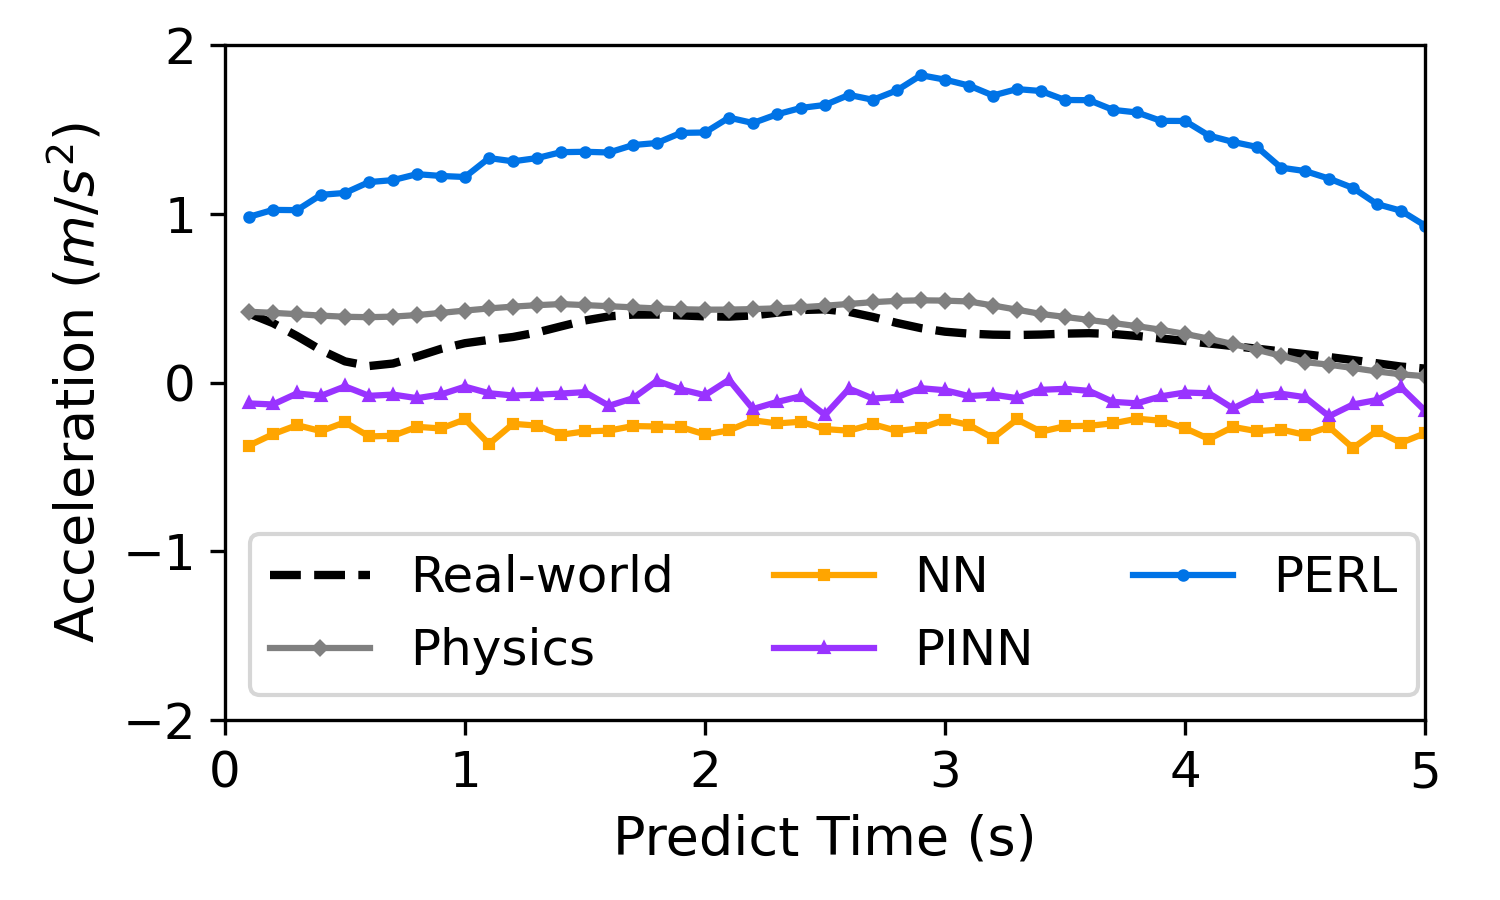 2
1
0
−1
−2
Acceleration (m/s²)
Real-world
Physics
NN
PINN
PERL
0 1 2 3 4 5
Predict Time (s)